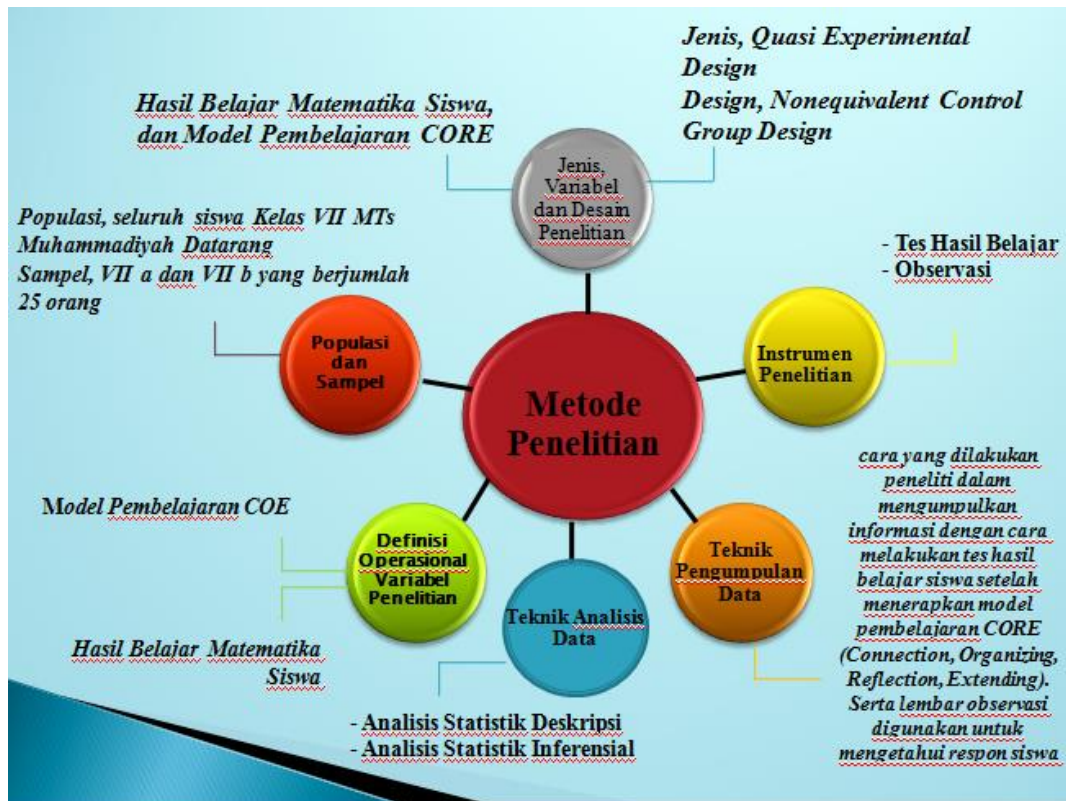 Jenis, Quasi Experimental
Design
Design, Nonequivalent Control
Group Design
Hasil Belajar Matematika Siswa,
dan Model Pembelajaran CORE
Jenis,
Variabel
dan Desain
Penelitian
Populasi, seluruh siswa Kelas VII MTs
Muhammadiyah Datarang
Sampel, VII a dan VII b yang berjumlah
25 orang
- Tes Hasil Belajar
- Observasi
Populasi
dan
Sampel
Instrumen
Penelitian
Metode
Penelitian
Model Pembelajaran COE
Hasil Belajar Matematika
Siswa
Definisi
Operasional
Variabel
Penelitian
Teknik Analisis
Data
- Analisis Statistik Deskripsi
- Analisis Statistik Inferensial
Teknik
Pengumpulan
Data
cara yang dilakukan
peneliti dalam
mengumpulkan
informasi dengan cara
melakukan tes hasil
belajar siswa setelah
menerapkan model
pembelajaran CORE
(Connection, Organizing,
Reflection, Extending).
Serta lembar observasi
digunakan untuk
mengetahui respon siswa